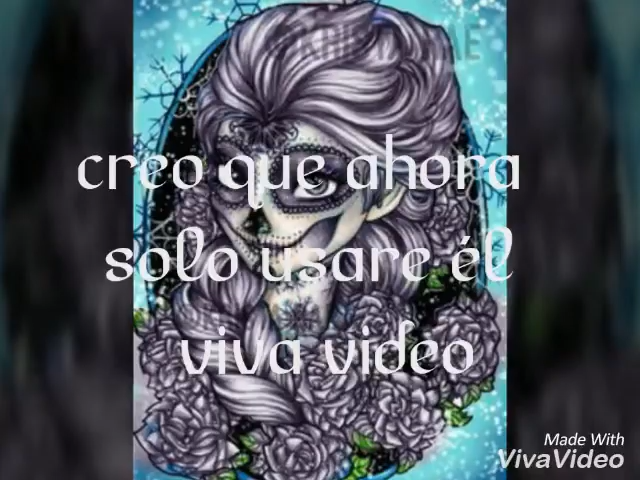 creo que ahora
solo usare él
viva video
Made With
VivaVideo